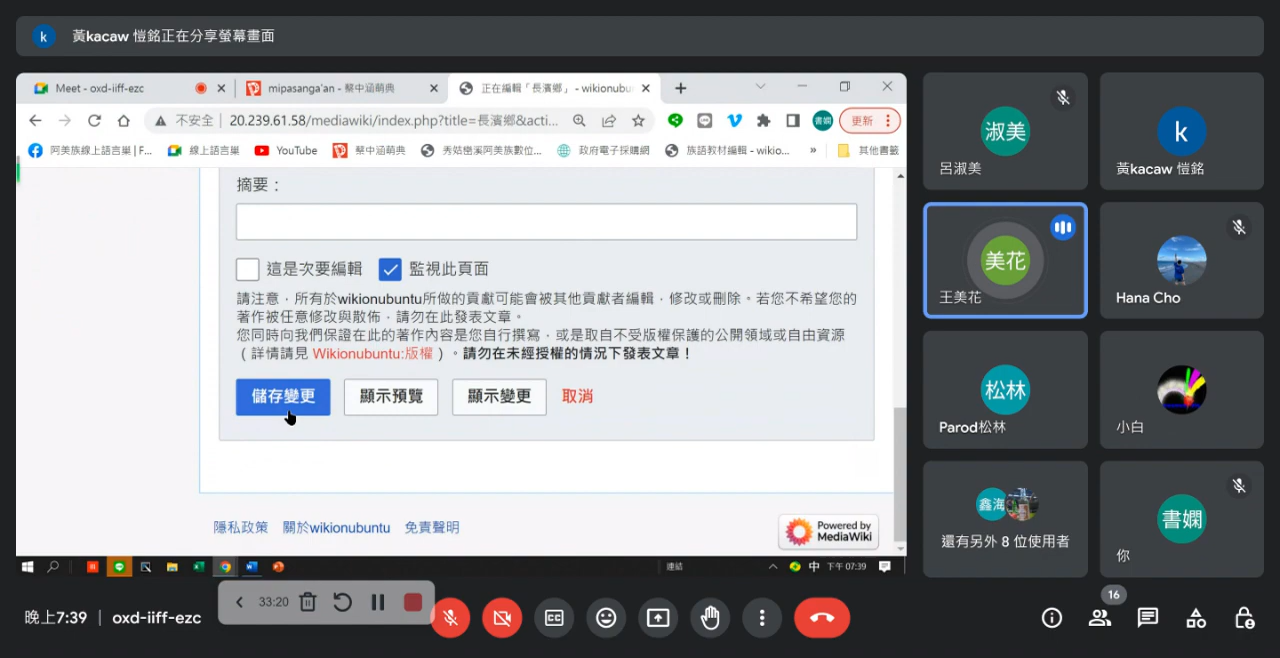 k 黃kacaw 愷銘正在分享螢幕畫面
Meet - oxd-iiff-ezc
mipasanga'an - 蔡中涵萌典
正在編輯「長濱鄉」 - wikionubu
不安全 | 20.239.61.58/mediawiki/index.php?title=長濱鄉&acti...
書嫻
更新
阿美族線上語言巢 | F...
線上語言巢
YouTube
蔡中涵萌典
秀姑巒溪阿美族數位...
政府電子採購網
族語教材編輯 - wikio...
»
其他書籤
摘要：
這是次要編輯 監視此頁面
請注意，所有於wikionubuntu所做的貢獻可能會被其他貢獻者編輯，修改或刪除。若您不希望您的
著作被任意修改與散佈，請勿在此發表文章。
您同時向我們保證在此的著作內容是您自行撰寫，或是取自不受版權保護的公開領域或自由資源
（詳情請見 Wikionubuntu:版權）。請勿在未經授權的情況下發表文章！
儲存變更 顯示預覽 顯示變更 取消
隱私政策 關於wikionubuntu 免責聲明
Powered by
MediaWiki
連結
中 下午 07:39
淑美
呂淑美
k
黃kacaw 愷銘
美花
王美花
Hana Cho
松林
Parod松林
小白
鑫海
還有另外 8 位使用者
書嫻
你
33:20
晚上7:39 | oxd-iiff-ezc
16